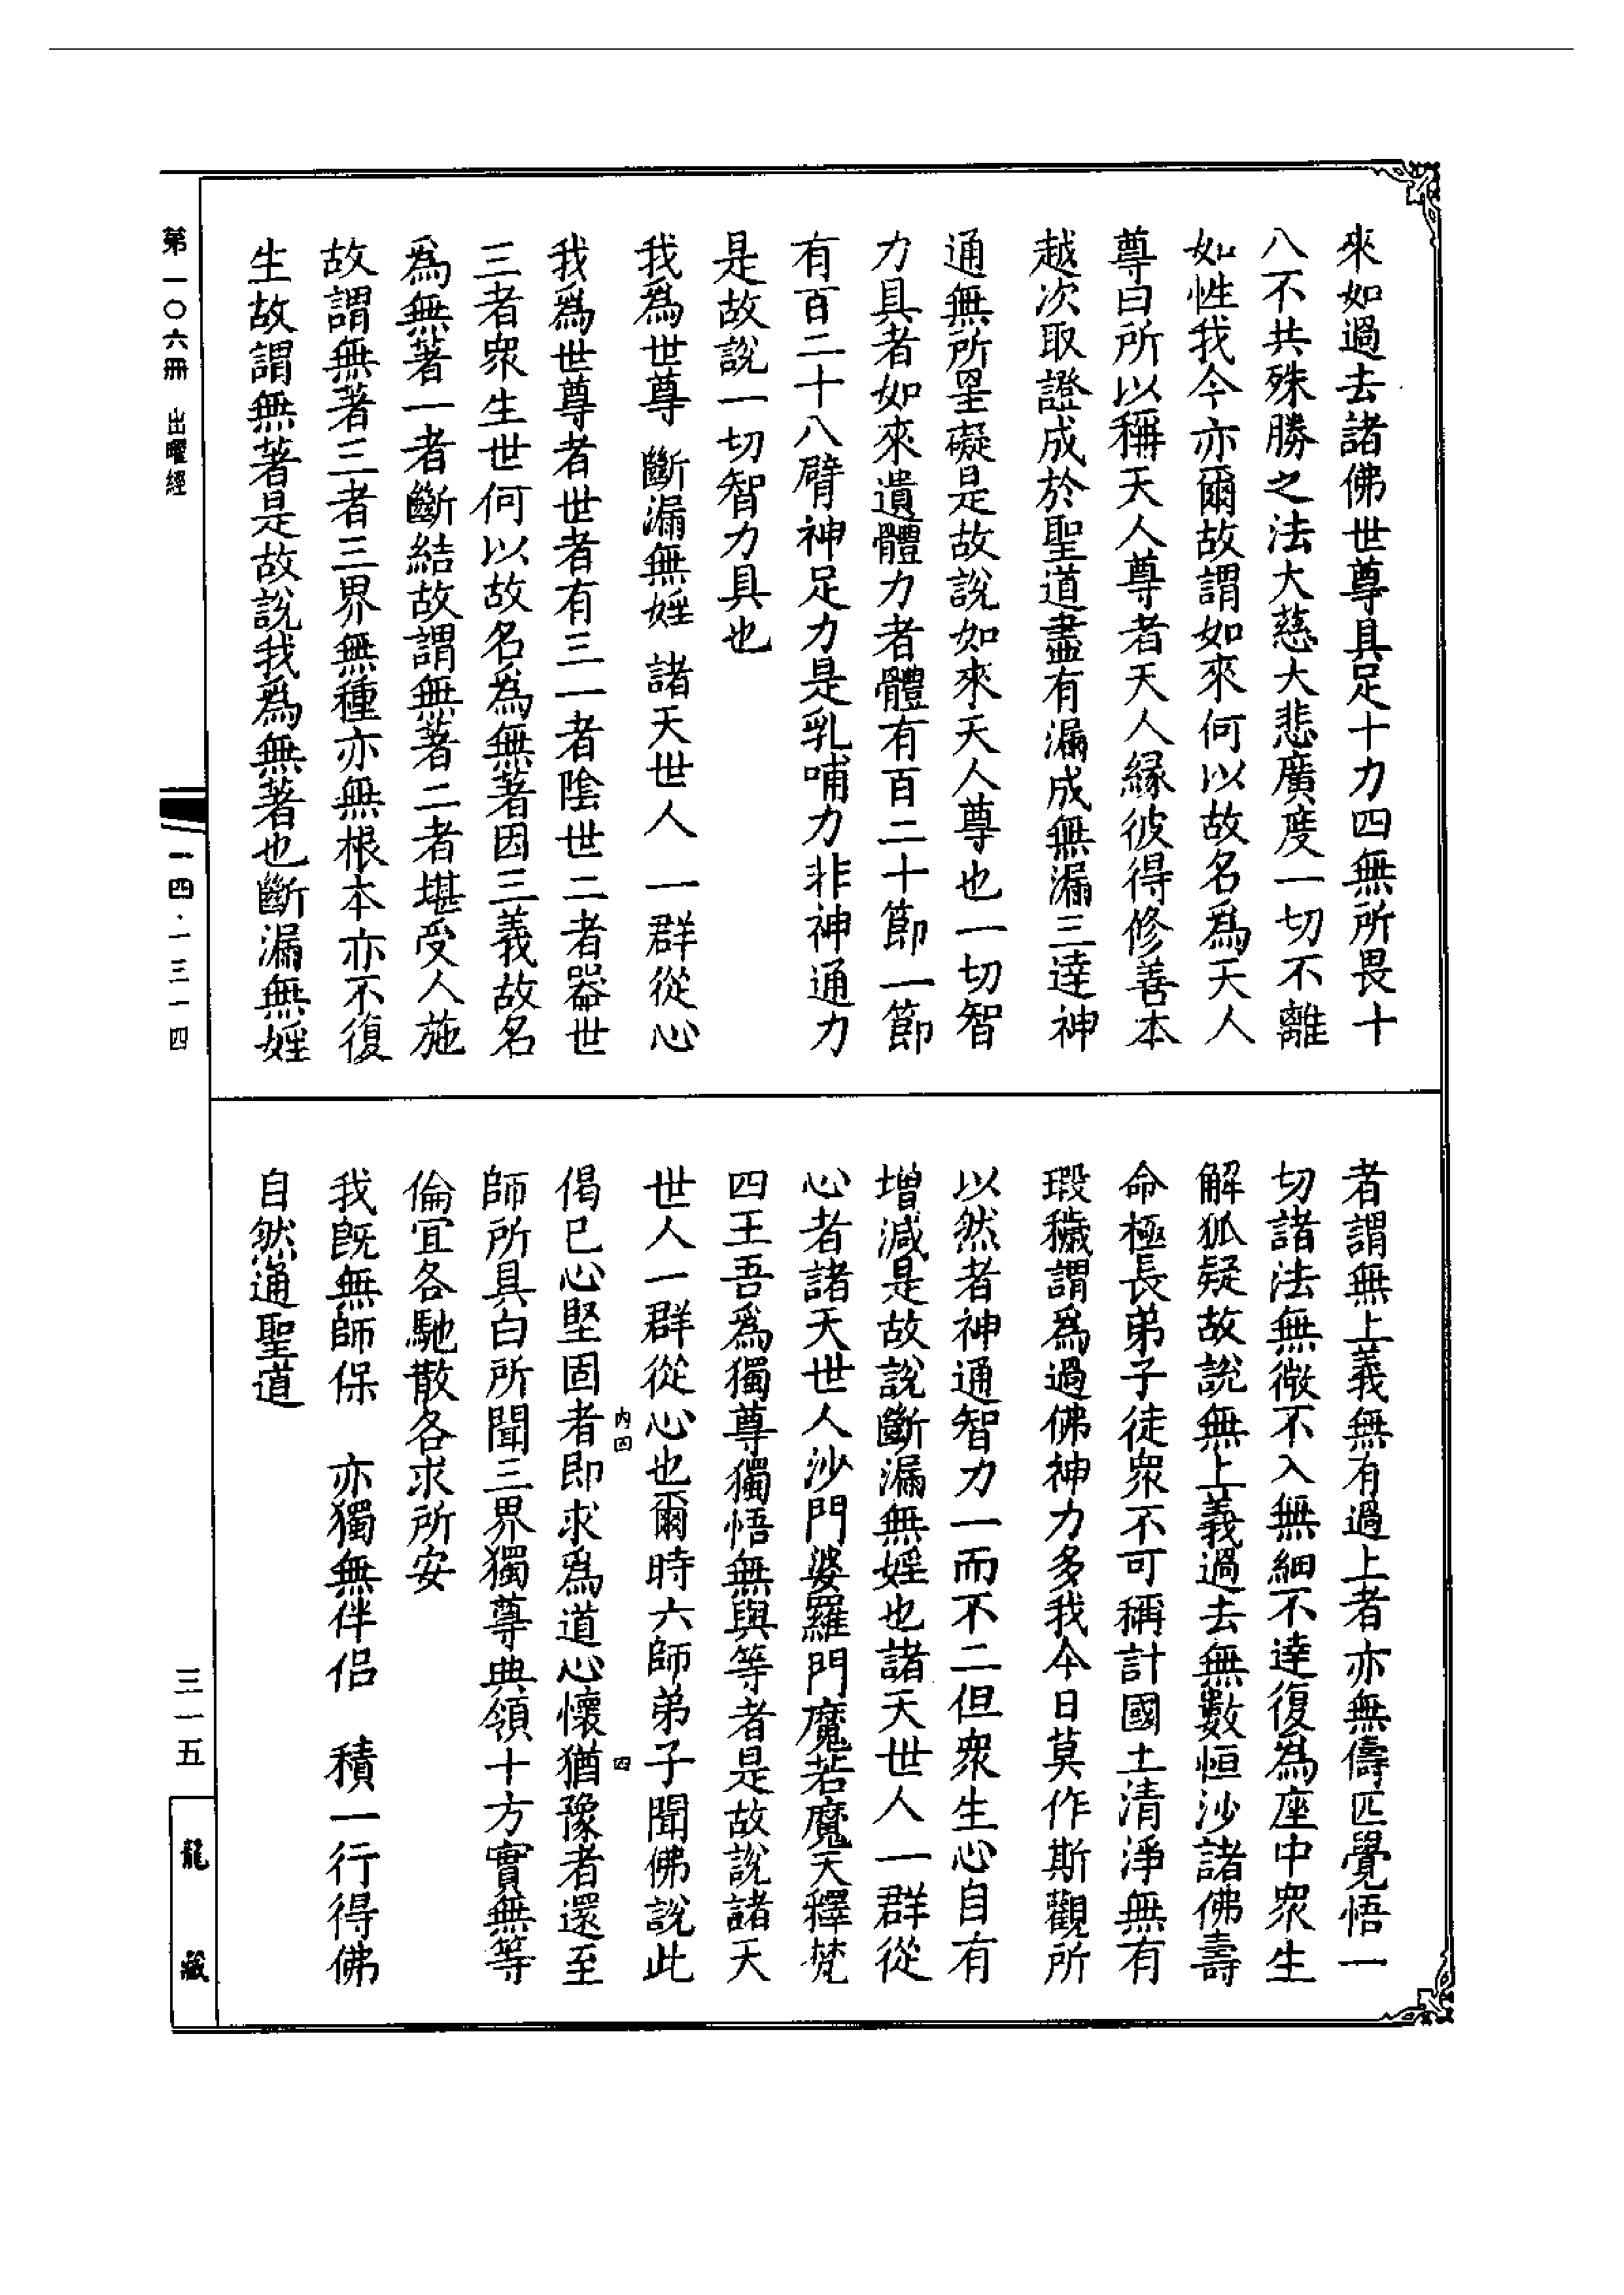 來如過去諸佛世尊具足十力四無所畏十
八不共殊勝之法大慈大悲廣度一切不離
如性我今亦爾故謂如來何以故名爲天人
尊曰所以稱天人尊者天人緣彼得修善本
越次取證成於聖道盡有漏成無漏三達神
通無所罣礙是故說如來天人尊也一切智
力具者如來遺體力者體有百二十節一節
有百二十八臂神足力是乳哺力非神通力
是故說一切智力具也
我爲世尊 斷漏無婬 諸天世人 一群從心
我爲世尊者世者有三一者陰世二者器世
三者衆生世何以故名爲無著因三義故名
爲無著一者斷結故謂無著二者堪受人施
故謂無著三者三界無種亦無根本亦不復
生故謂無著是故說我爲無著也斷漏無婬
者謂無上義無有過上者亦無儔匹覺悟一
切諸法無微不入無細不達復爲座中衆生
解狐疑故說無上義過去無數恒沙諸佛壽
命極長弟子徒衆不可稱計國土清淨無有
瑕穢謂爲過佛神力多我今日莫作斯觀所
以然者神通智力一而不二但衆生心自有
增減是故說斷漏無婬也諸天世人一群從
心者諸天世人沙門婆羅門魔若魔天釋梵
四王吾爲獨尊獨悟無與等者是故說諸天
世人一群從心也爾時六師弟子聞佛說此
偈已心堅固者即求爲道心懷猶豫者還至
師所具白所聞三界獨尊典領十方實無等
倫宜各馳散各求所安
我旣無師保 亦獨無伴侶 積一行得佛
自然通聖道
內四
四
第一〇六冊 出曜經
一四·一三一四
三一五
龍藏